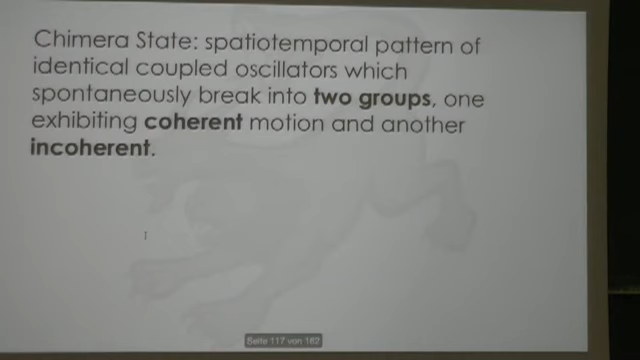 Chimera State: spatiotemporal pattern of
identical coupled oscillators which
spontaneously break into two groups, one
exhibiting coherent motion and another
incoherent.
Seite 117 von 162